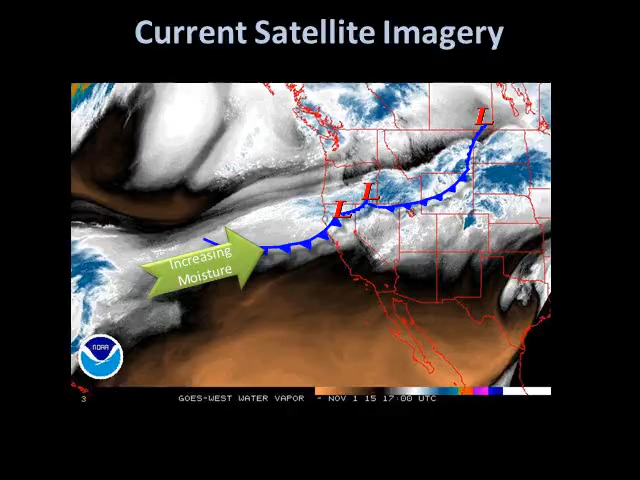 Current Satellite Imagery
L
L
L
Increasing
Moisture
NOAA
3 GOES-WEST WATER VAPOR - NOV 1 15 17:00 UTC